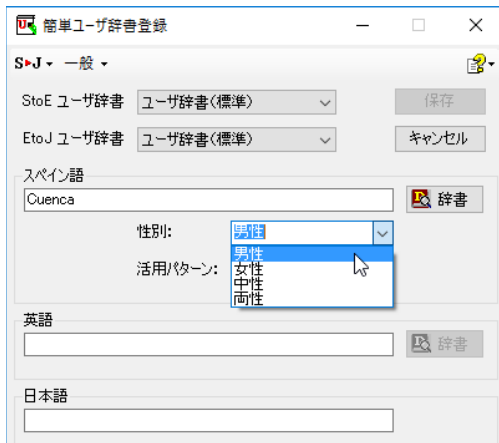 簡単ユーザ辞書登録
S▶J 一般
StoE ユーザ辞書 ユーザ辞書(標準) 保存
EtoJ ユーザ辞書 ユーザ辞書(標準) キャンセル
スペイン語
Cuenca 辞書
性別: 男性
男性
活用パターン: 女性
中性
両性
英語
辞書
日本語